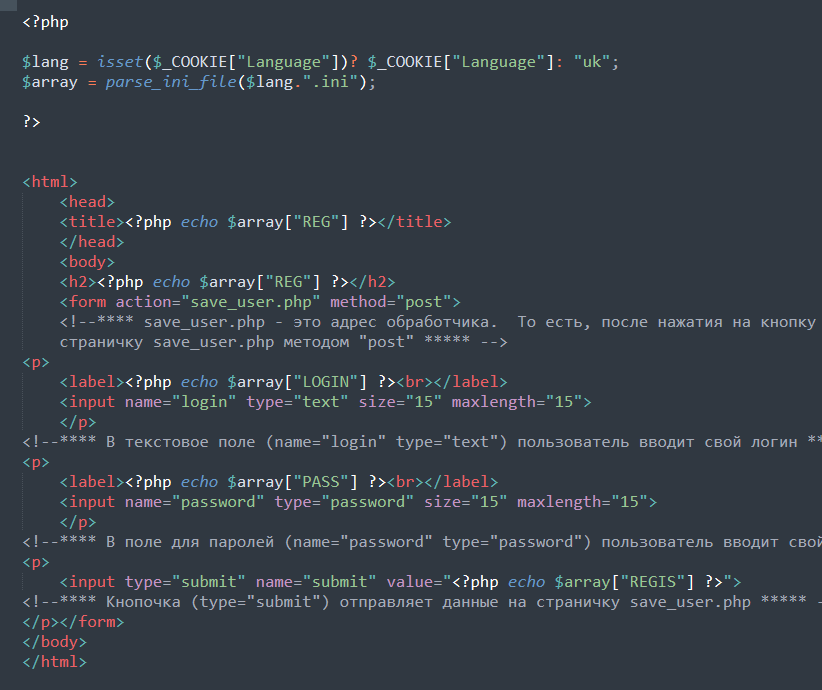 <?php
$lang = isset($_COOKIE["Language"])? $_COOKIE["Language"]: "uk";
$array = parse_ini_file($lang.".ini");
?>
<html>
<head>
<title><?php echo $array["REG"] ?></title>
</head>
<body>
<h2><?php echo $array["REG"] ?></h2>
<form action="save_user.php" method="post">
<!--**** save_user.php - это адрес обработчика.  То есть, после нажатия на кнопку
страничку save_user.php методом "post" ***** -->
<p>
<label><?php echo $array["LOGIN"] ?><br></label>
<input name="login" type="text" size="15" maxlength="15">
</p>
<!--**** В текстовое поле (name="login" type="text") пользователь вводит свой логин **
<p>
<label><?php echo $array["PASS"] ?><br></label>
<input name="password" type="password" size="15" maxlength="15">
</p>
<!--**** В поле для паролей (name="password" type="password") пользователь вводит свой
<p>
<input type="submit" name="submit" value="<?php echo $array["REGIS"] ?>">
<!--**** Кнопочка (type="submit") отправляет данные на страничку save_user.php ***** -
</p></form>
</body>
</html>